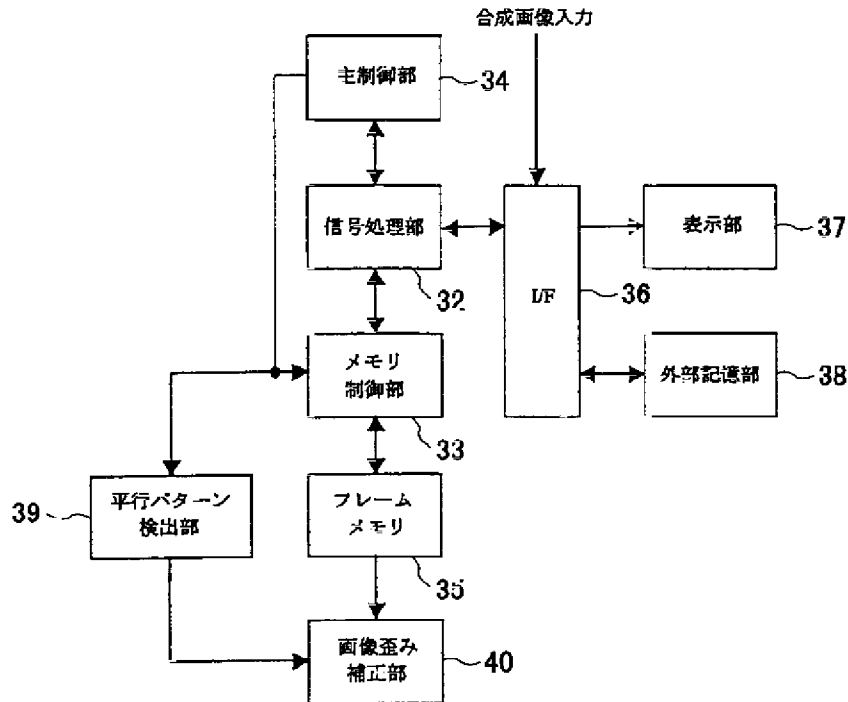 合成画像入力
主制御部
34
信号処理部
32
I/F
36
表示部
37
メモリ
制御部
33
外部記憶部
38
39
平行パターン
検出部
フレーム
メモリ
35
画像歪み
補正部
40